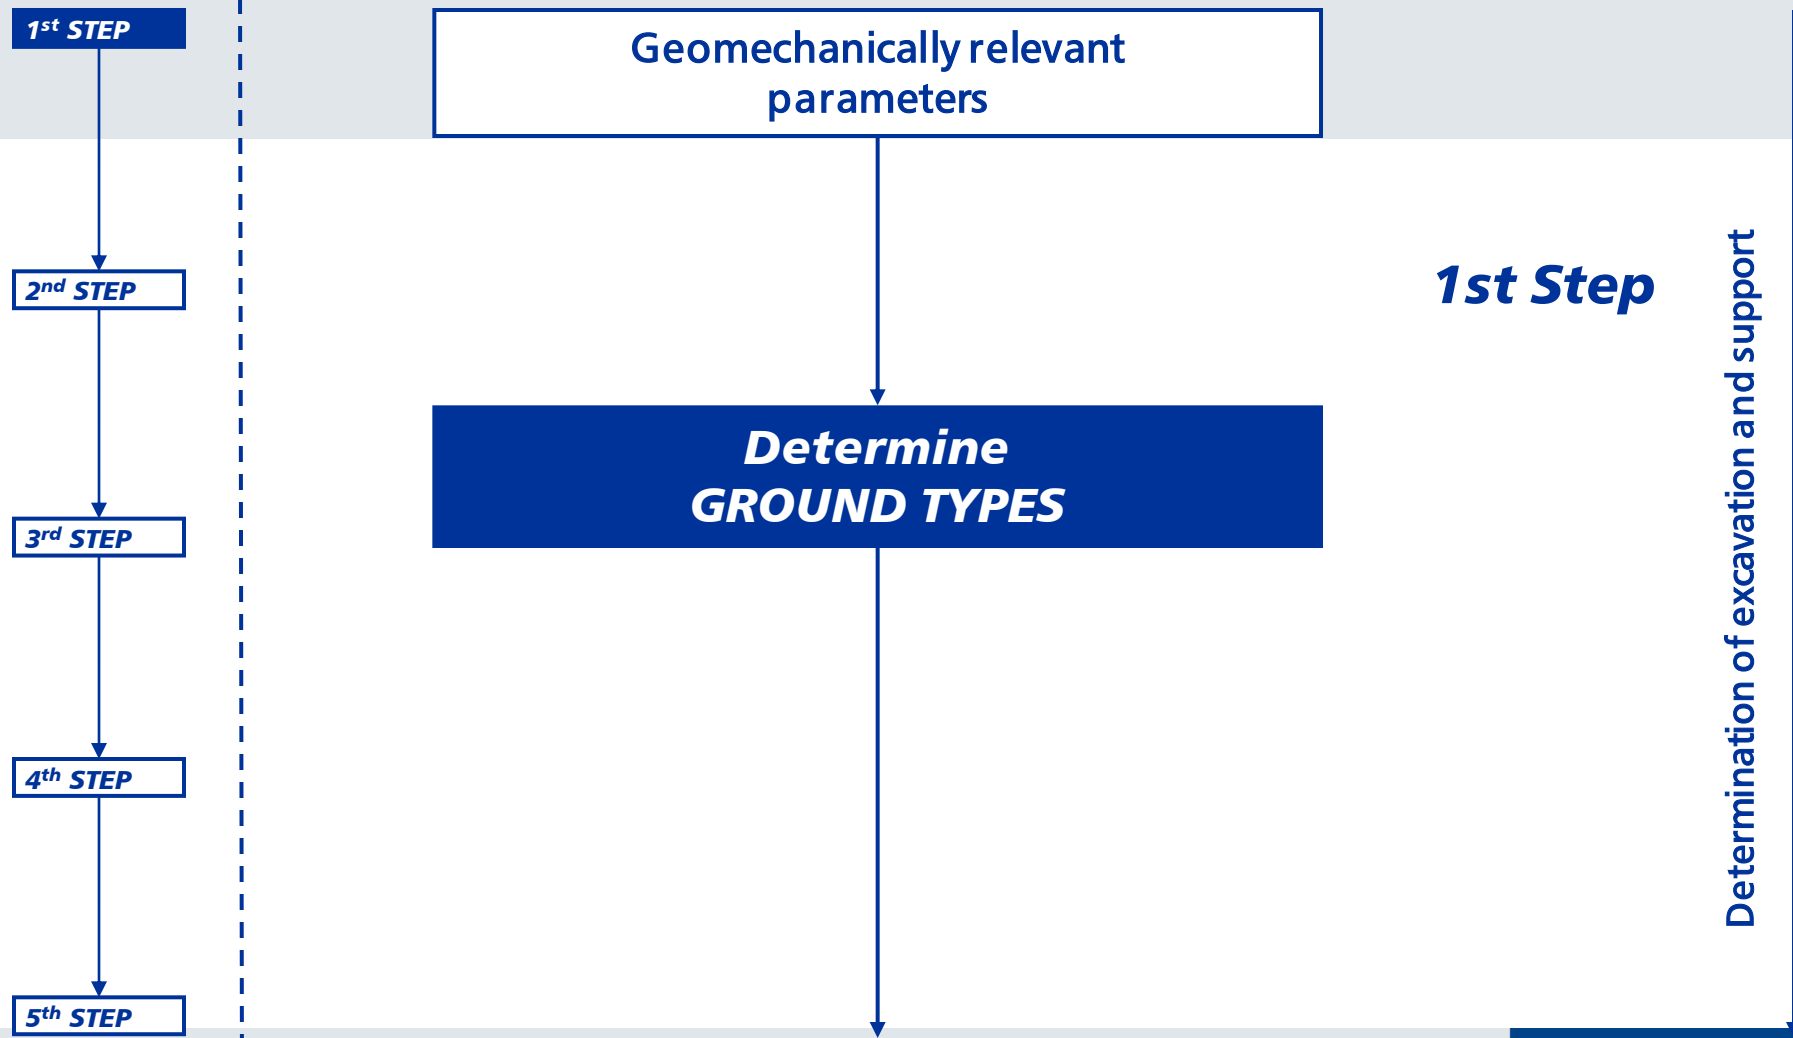 1st STEP
Geomechanically relevant
parameters
2nd STEP
1st Step
Determine
GROUND TYPES
3rd STEP
4th STEP
5th STEP
Determination of excavation and support